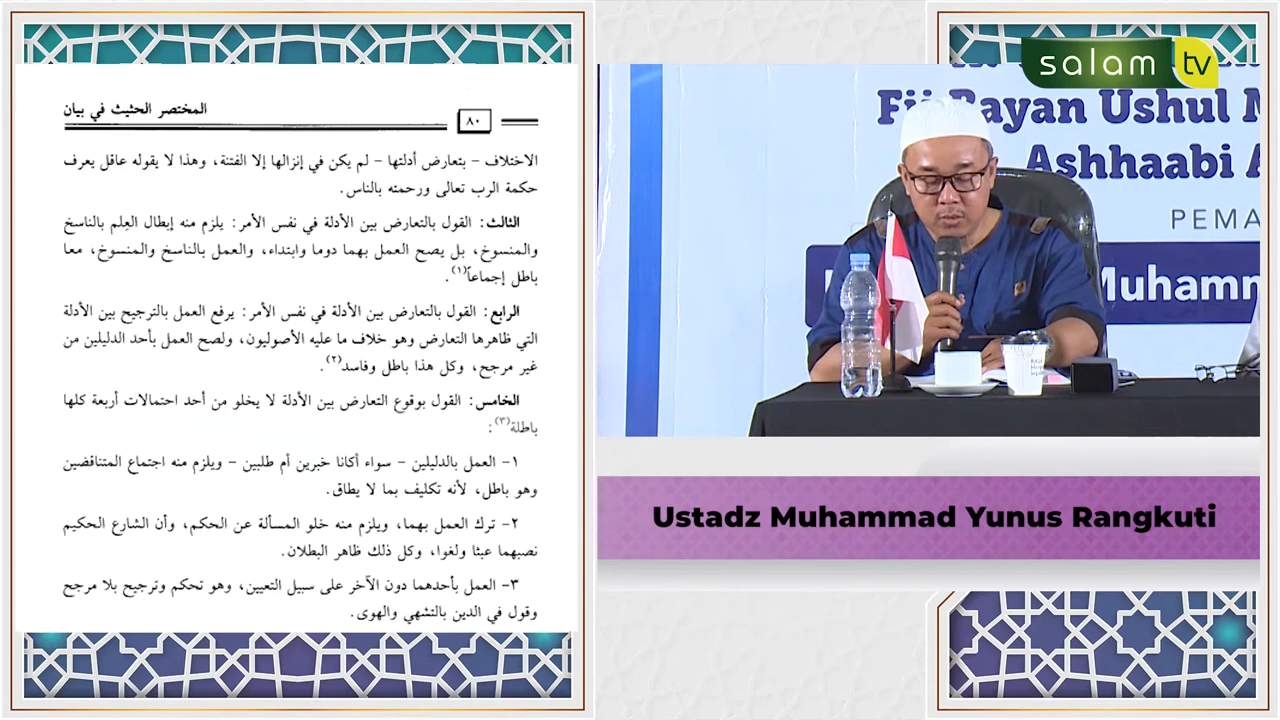 المختصر الحثيث في بيان
٨٠
الاختلاف – بتعارض أدلتها – لم يكن في إنزالها إلا الفتنة، وهذا لا يقوله عاقل يعرف
حكمة الرب تعالى ورحمته بالناس.
الثالث: القول بالتعارض بين الأدلة في نفس الأمر: يلزم منه إبطال العِلم بالناسخ
والمنسوخ، بل يصح العمل بهما دوما وابتداء، والعمل بالناسخ والمنسوخ، معا
باطل إجماعاً(١).
الرابع: القول بالتعارض بين الأدلة في نفس الأمر: يرفع العمل بالترجيح بين الأدلة
التي ظاهرها التعارض وهو خلاف ما عليه الأصوليون، ولصح العمل بأحد الدليلين من
غير مرجح، وكل هذا باطل وفاسد(٢).
الخامس: القول بوقوع التعارض بين الأدلة لا يخلو من أحد احتمالات أربعة كلها
باطلة(٣):
١- العمل بالدليلين – سواء أكانا خبرين أم طلبين – ويلزم منه اجتماع المتناقضين
وهو باطل، لأنه تكليف بما لا يطاق.
٢- ترك العمل بهما، ويلزم منه خلو المسألة عن الحكم، وأن الشارع الحكيم
نصبهما عبثا ولغوا، وكل ذلك ظاهر البطلان.
٣- العمل بأحدهما دون الآخر على سبيل التعيين، وهو تحكم وترجيح بلا مرجح
وقول في الدين بالتشهي والهوى.
salam tv
Fii Bayan Ushul M
Ashhaabi A
PEMA
Muhamm
Ustadz Muhammad Yunus Rangkuti